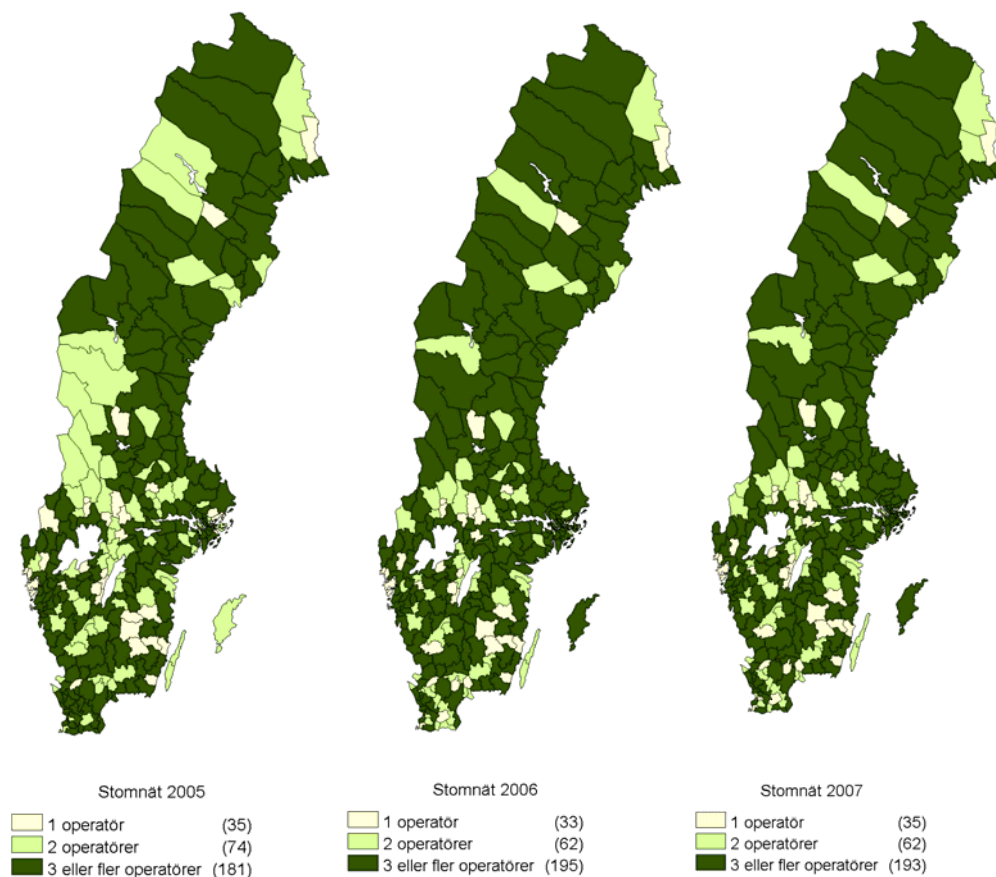 Stomnät 2005
1 operatör (35)
2 operatörer (74)
3 eller fler operatörer (181)
Stomnät 2006
1 operatör (33)
2 operatörer (62)
3 eller fler operatörer (195)
Stomnät 2007
1 operatör (35)
2 operatörer (62)
3 eller fler operatörer (193)